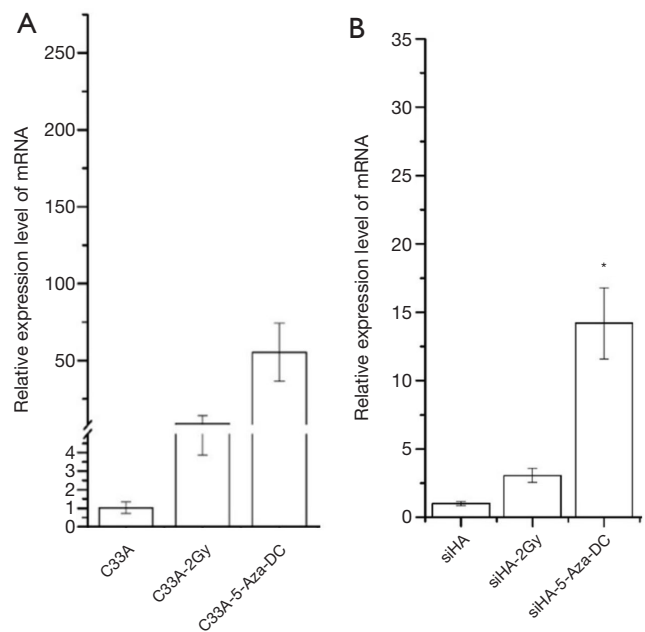 A
Relative expression level of mRNA
250
200
150
100
50
4
3
2
1
0
C33A
C33A-2Gy
C33A-5-Aza-DC
B
Relative expression level of mRNA
35
30
25
20
15
10
5
0
*
siHA
siHA-2Gy
siHA-5-Aza-DC